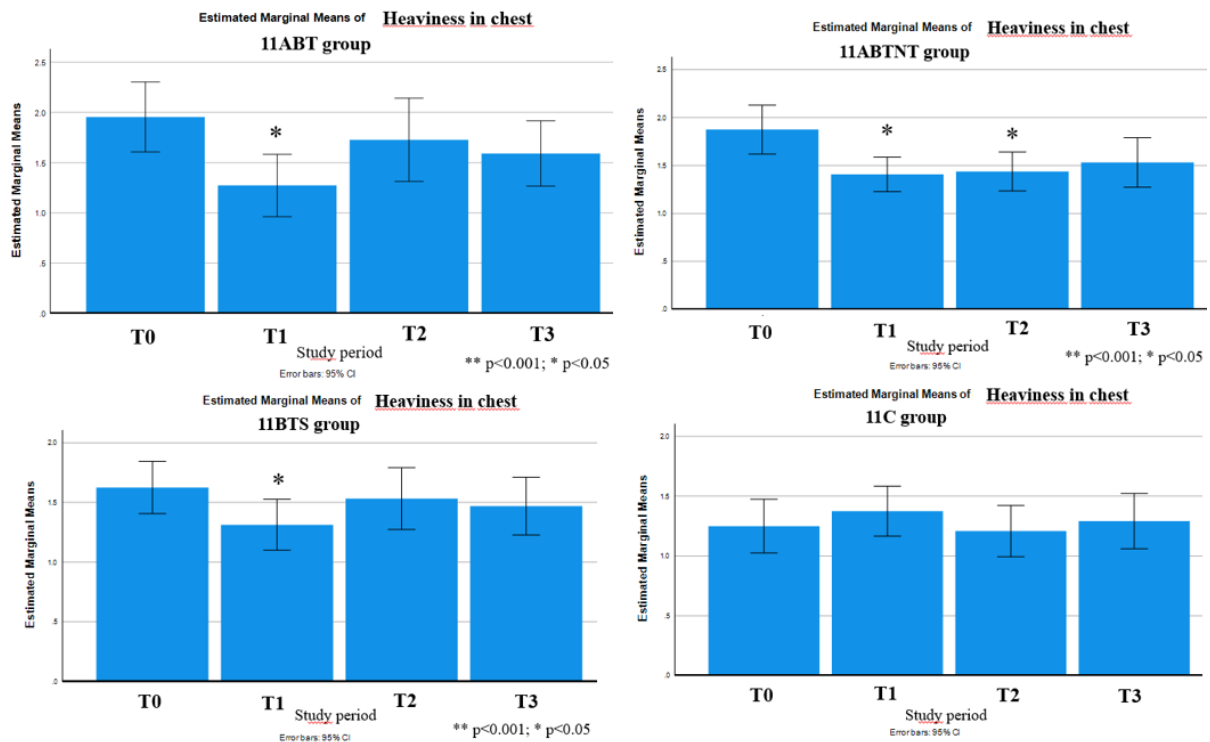 Estimated Marginal Means of Heaviness in chest
11ABT group
Estimated Marginal Means
2.5
2.0
1.5
1.0
.5
.0
*
T0 T1 T2 T3
Study period
** p<0.001; * p<0.05
Error bars: 95% CI
Estimated Marginal Means of Heaviness in chest
11ABTNT group
Estimated Marginal Means
2.5
2.0
1.5
1.0
.5
.0
* *
T0 T1 T2 T3
Study period
** p<0.001; * p<0.05
Error bars: 95% CI
Estimated Marginal Means of Heaviness in chest
11BTS group
Estimated Marginal Means
2.0
1.5
1.0
.5
.0
*
T0 T1 T2 T3
Study period
** p<0.001; * p<0.05
Error bars: 95% CI
Estimated Marginal Means of Heaviness in chest
11C group
Estimated Marginal Means
2.0
1.5
1.0
.5
.0
T0 T1 T2 T3
Study period
Error bars: 95% CI